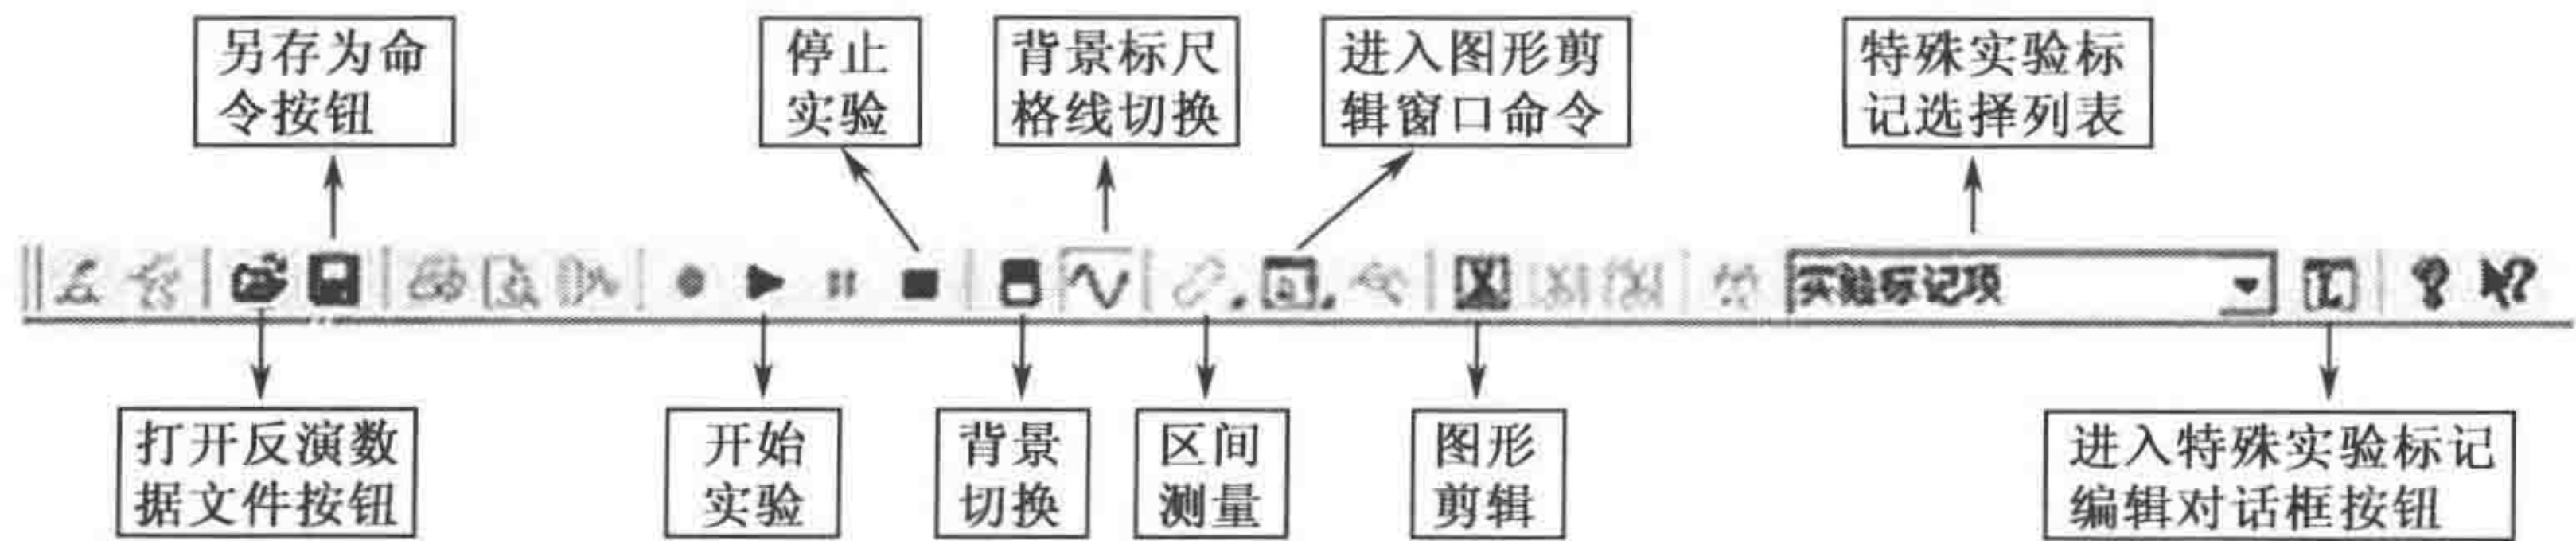 另存为命
令按钮
停止
实验
背景标尺
格线切换
进入图形剪
辑窗口命令
特殊实验标
记选择列表
实验标记项
打开反演数
据文件按钮
开始
实验
背景
切换
区间
测量
图形
剪辑
进入特殊实验标记
编辑对话框按钮